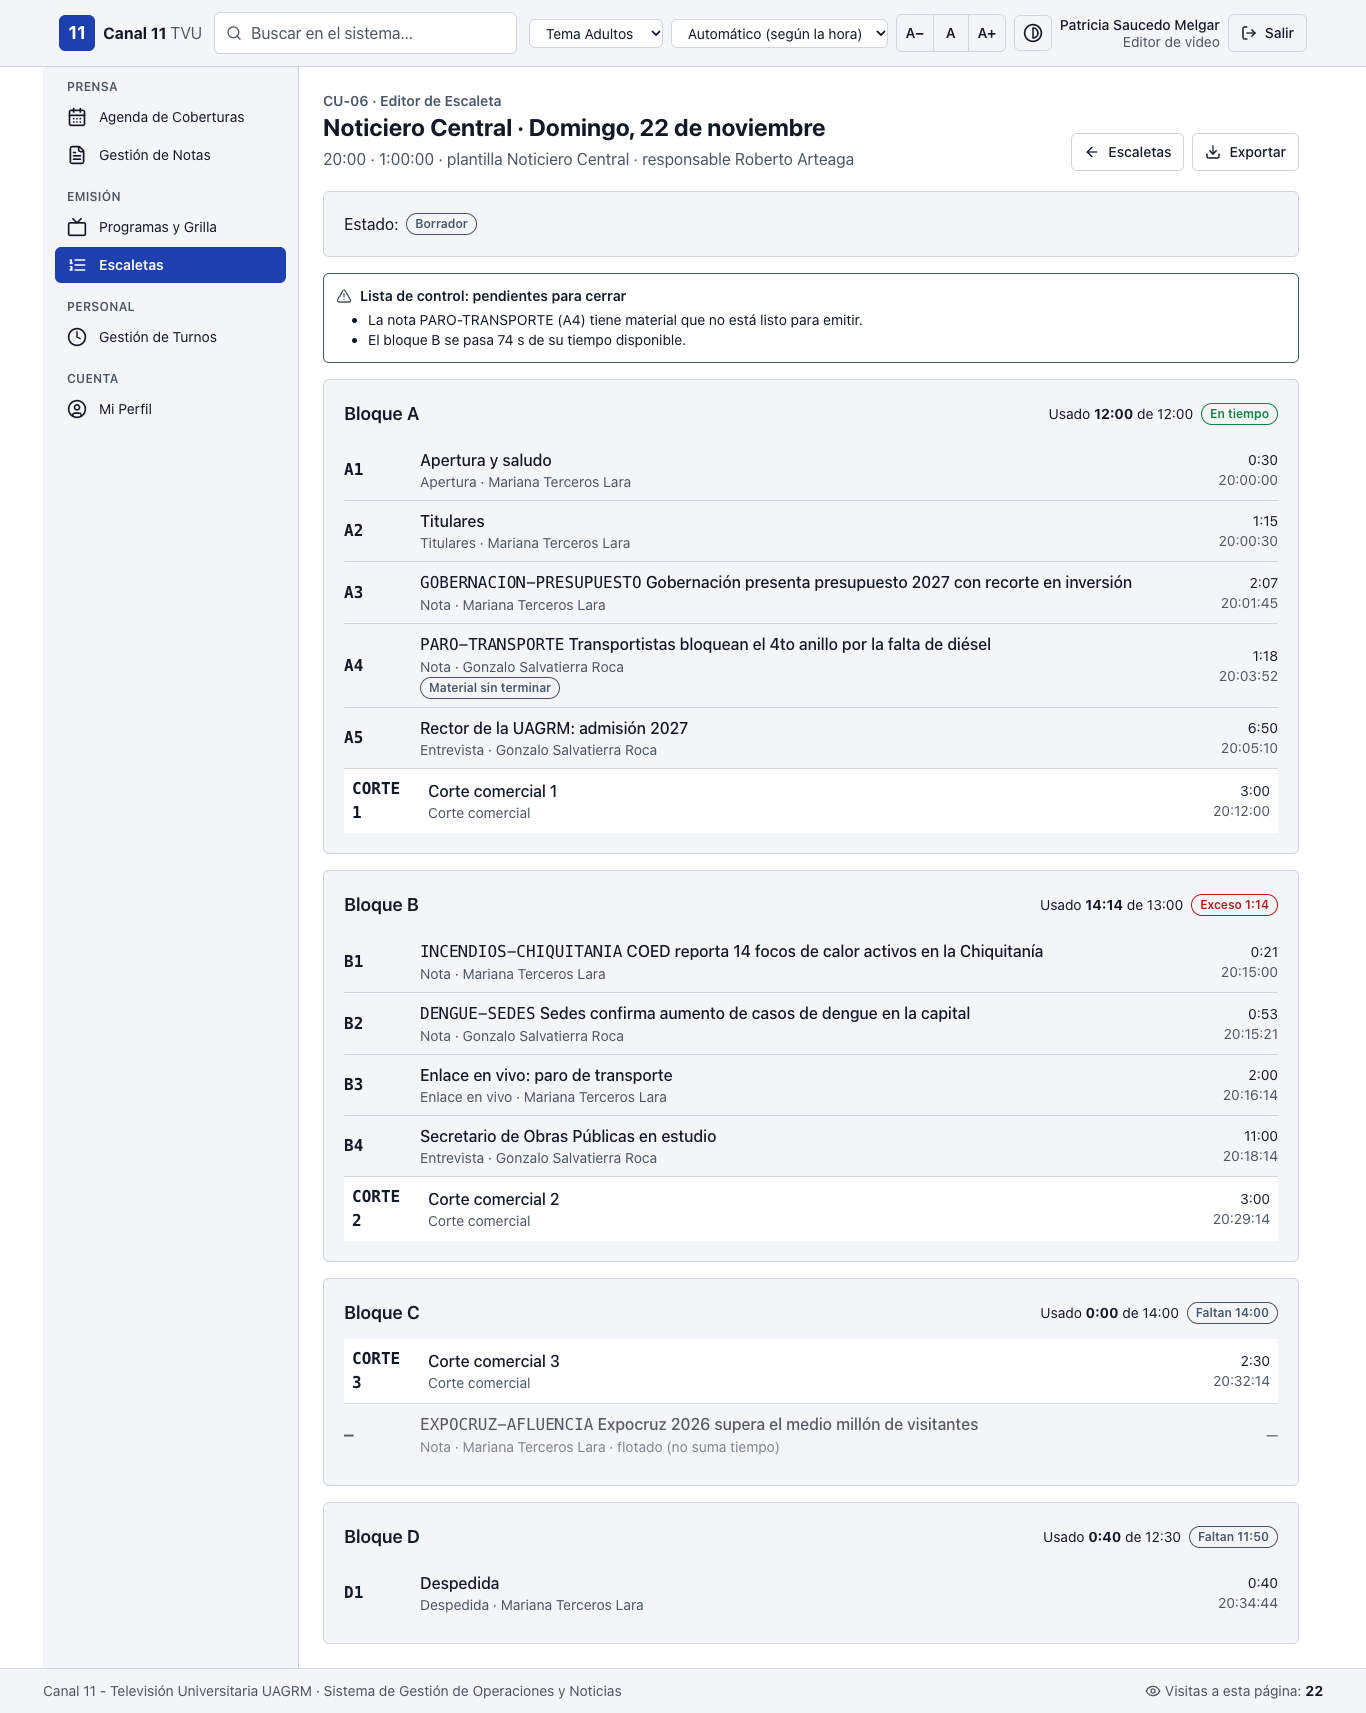 11 Canal 11 TVU
Buscar en el sistema...
Tema Adultos
Automático (según la hora)
A− A A+
Patricia Saucedo Melgar
Editor de video
Salir
PRENSA
Agenda de Coberturas
Gestión de Notas
EMISIÓN
Programas y Grilla
Escaletas
PERSONAL
Gestión de Turnos
CUENTA
Mi Perfil
CU-06 · Editor de Escaleta
Noticiero Central · Domingo, 22 de noviembre
20:00 · 1:00:00 · plantilla Noticiero Central · responsable Roberto Arteaga
Escaletas
Exportar
Estado: Borrador
Lista de control: pendientes para cerrar
• La nota PARO-TRANSPORTE (A4) tiene material que no está listo para emitir.
• El bloque B se pasa 74 s de su tiempo disponible.
Bloque A
Usado 12:00 de 12:00 En tiempo
A1
Apertura y saludo
Apertura · Mariana Terceros Lara
0:30
20:00:00
A2
Titulares
Titulares · Mariana Terceros Lara
1:15
20:00:30
A3
GOBERNACION-PRESUPUESTO Gobernación presenta presupuesto 2027 con recorte en inversión
Nota · Mariana Terceros Lara
2:07
20:01:45
A4
PARO-TRANSPORTE Transportistas bloquean el 4to anillo por la falta de diésel
Nota · Gonzalo Salvatierra Roca
Material sin terminar
1:18
20:03:52
A5
Rector de la UAGRM: admisión 2027
Entrevista · Gonzalo Salvatierra Roca
6:50
20:05:10
CORTE
1
Corte comercial 1
Corte comercial
3:00
20:12:00
Bloque B
Usado 14:14 de 13:00 Exceso 1:14
B1
INCENDIOS-CHIQUITANIA COED reporta 14 focos de calor activos en la Chiquitanía
Nota · Mariana Terceros Lara
0:21
20:15:00
B2
DENGUE-SEDES Sedes confirma aumento de casos de dengue en la capital
Nota · Gonzalo Salvatierra Roca
0:53
20:15:21
B3
Enlace en vivo: paro de transporte
Enlace en vivo · Mariana Terceros Lara
2:00
20:16:14
B4
Secretario de Obras Públicas en estudio
Entrevista · Gonzalo Salvatierra Roca
11:00
20:18:14
CORTE
2
Corte comercial 2
Corte comercial
3:00
20:29:14
Bloque C
Usado 0:00 de 14:00 Faltan 14:00
CORTE
3
Corte comercial 3
Corte comercial
2:30
20:32:14
—
EXPOCRUZ-AFLUENCIA Expocruz 2026 supera el medio millón de visitantes
Nota · Mariana Terceros Lara · flotado (no suma tiempo)
—
Bloque D
Usado 0:40 de 12:30 Faltan 11:50
D1
Despedida
Despedida · Mariana Terceros Lara
0:40
20:34:44
Canal 11 - Televisión Universitaria UAGRM · Sistema de Gestión de Operaciones y Noticias
Visitas a esta página: 22